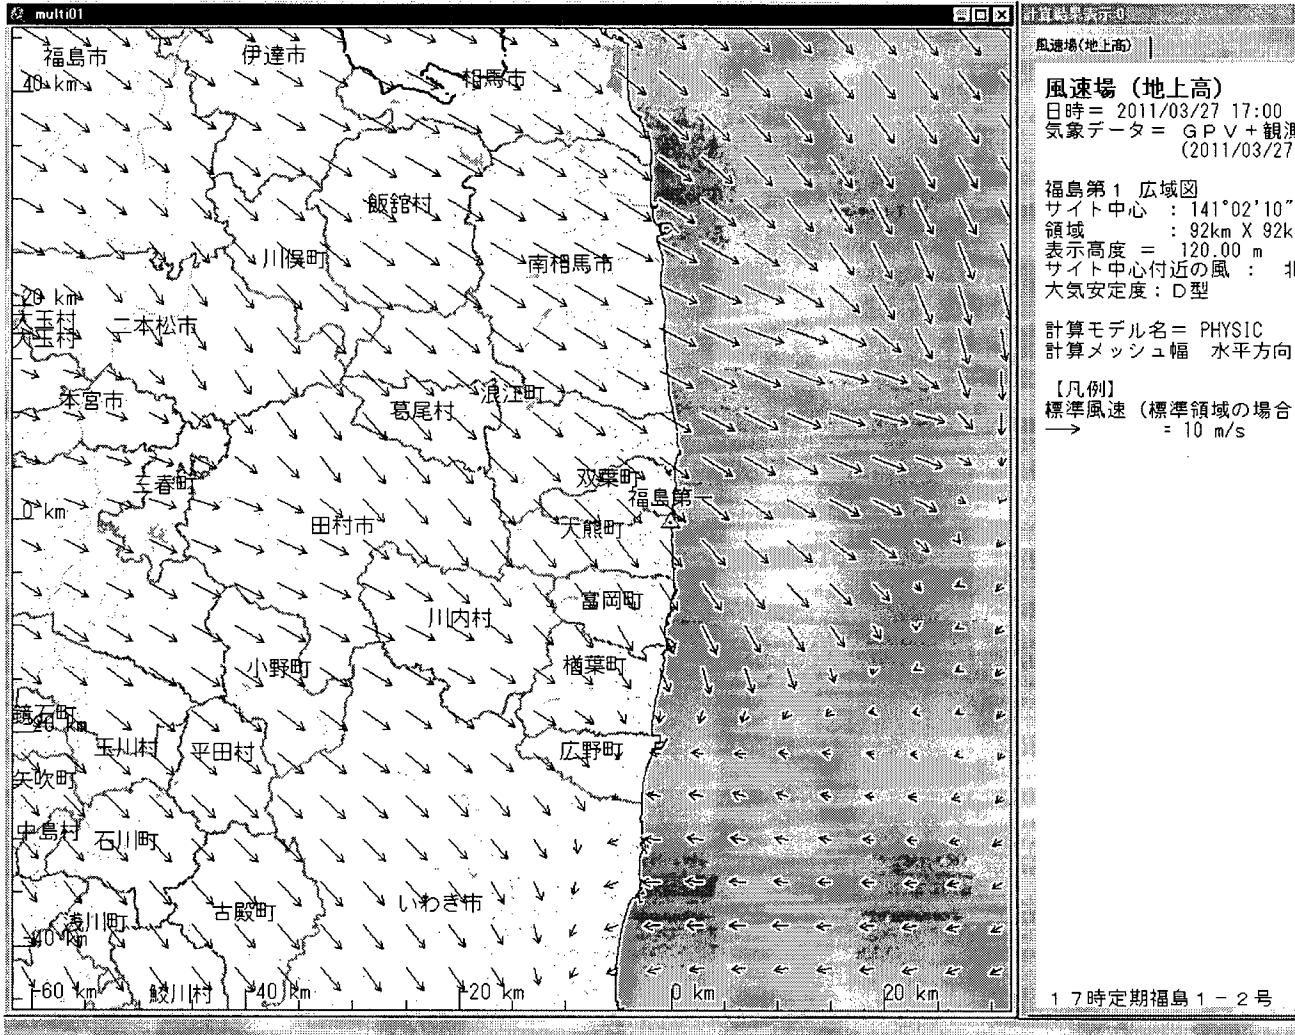 multi01
福島市
伊達市
相馬市
40 km
飯舘村
川俣町
南相馬市
20 km
大玉村
大玉村
二本松市
本宮市
葛尾村
浪江町
三春町
双葉町
福島第一
0 km
田村市
大熊町
富岡町
川内村
小野町
楢葉町
鏡石町
-20 km
玉川村
平田村
広野町
矢吹町
中島村
石川町
いわき市
古殿町
浅川町
-40 km
-60 km
鮫川村
-40 km
-20 km
0 km
20 km
計算結果表示:0
風速場(地上高)
風速場（地上高）
日時＝ 2011/03/27 17:00
気象データ＝ ＧＰＶ＋観測
(2011/03/27
福島第１ 広域図
サイト中心 ：141°02'10"
領域 ：92km X 92k
表示高度 ＝ 120.00 m
サイト中心付近の風 ： 北
大気安定度：Ｄ型
計算モデル名＝ PHYSIC
計算メッシュ幅 水平方向
【凡例】
標準風速（標準領域の場合
＝ 10 m/s
１７時定期福島１－２号